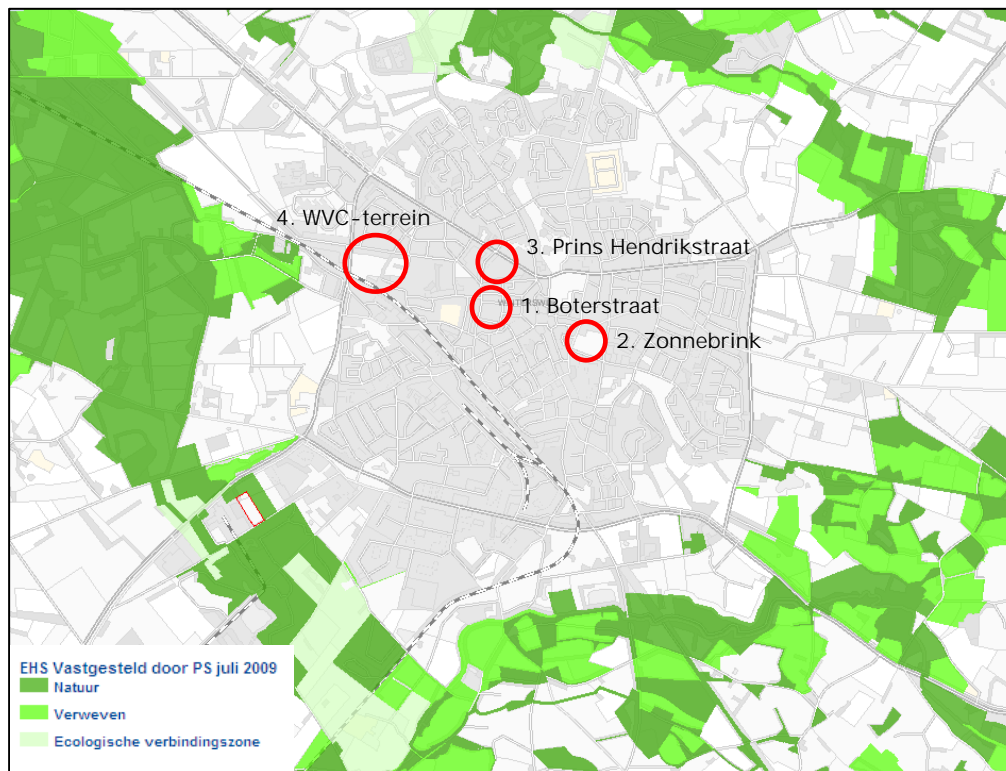 4. WVC-terrein
3. Prins Hendrikstraat
1. Boterstraat
2. Zonnebrink
EHS Vastgesteld door PS juli 2009
Natuur
Verweven
Ecologische verbindingszone